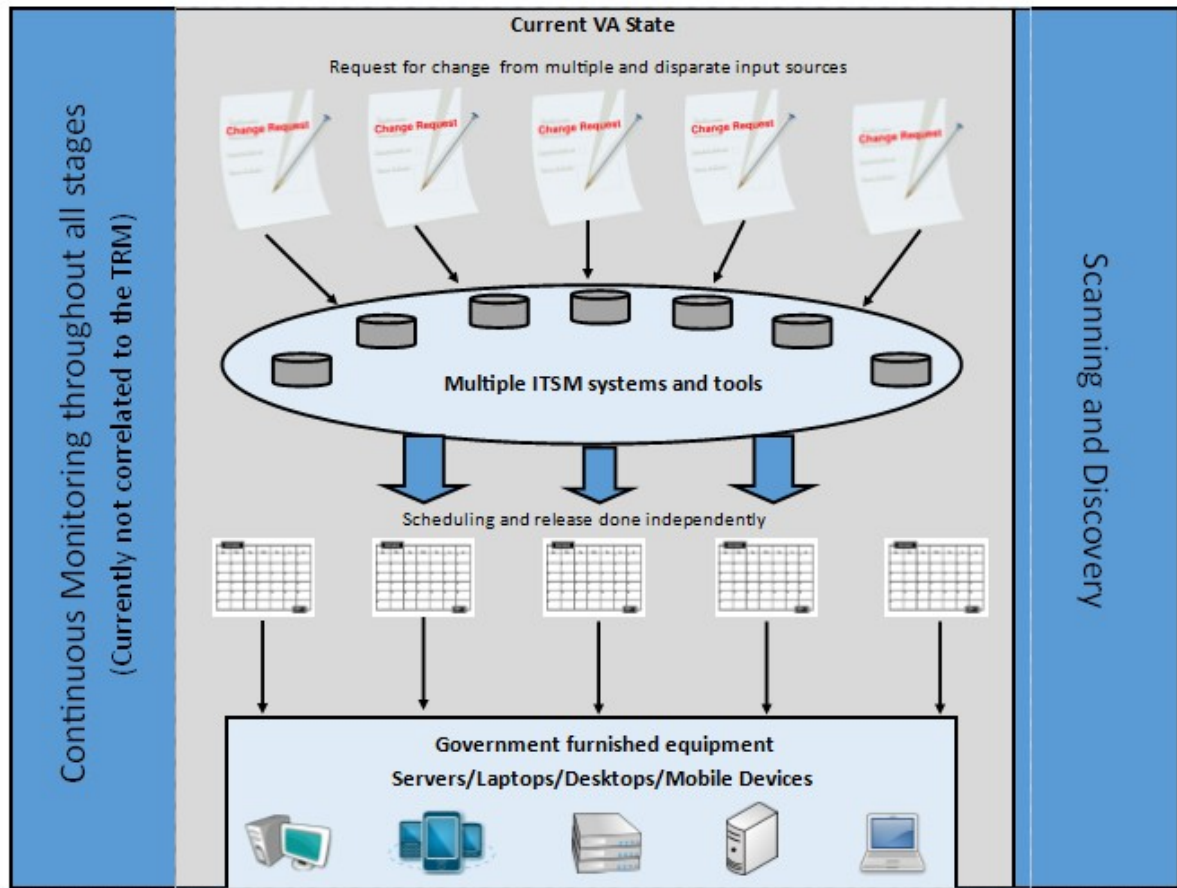 Current VA State
Request for change from multiple and disparate input sources
Change Request
Change Request
Change Request
Change Request
Change Request
Continuous Monitoring throughout all stages
(Currently not correlated to the TRM)
Multiple ITSM systems and tools
Scheduling and release done independently
Scanning and Discovery
Government furnished equipment
Servers/Laptops/Desktops/Mobile Devices